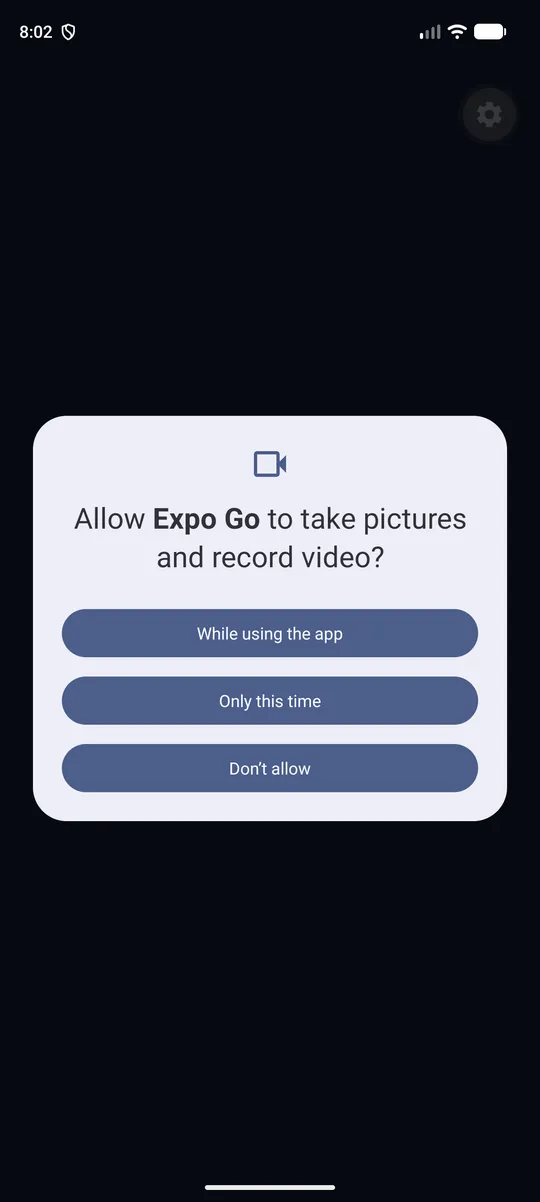 8:02
Allow Expo Go to take pictures
and record video?
While using the app
Only this time
Don’t allow